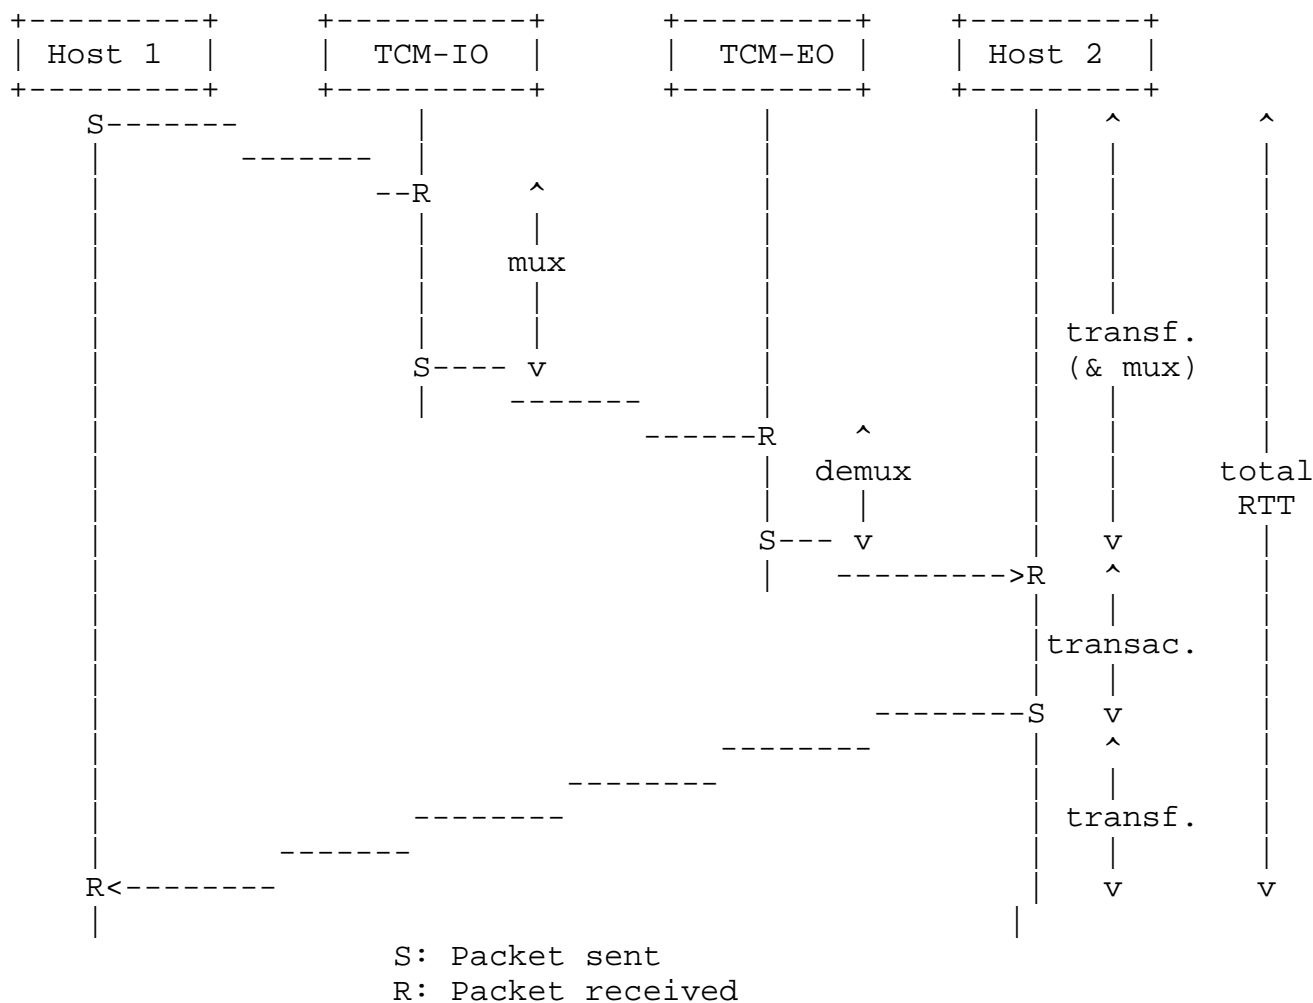 Host 1 TCM-IO TCM-EO Host 2
S ^ ^
R ^
mux
transf.
S v (& mux)
R ^
demux total
RTT
S v v
R ^
transac.
S v
^
transf.
R v v
S: Packet sent
R: Packet received